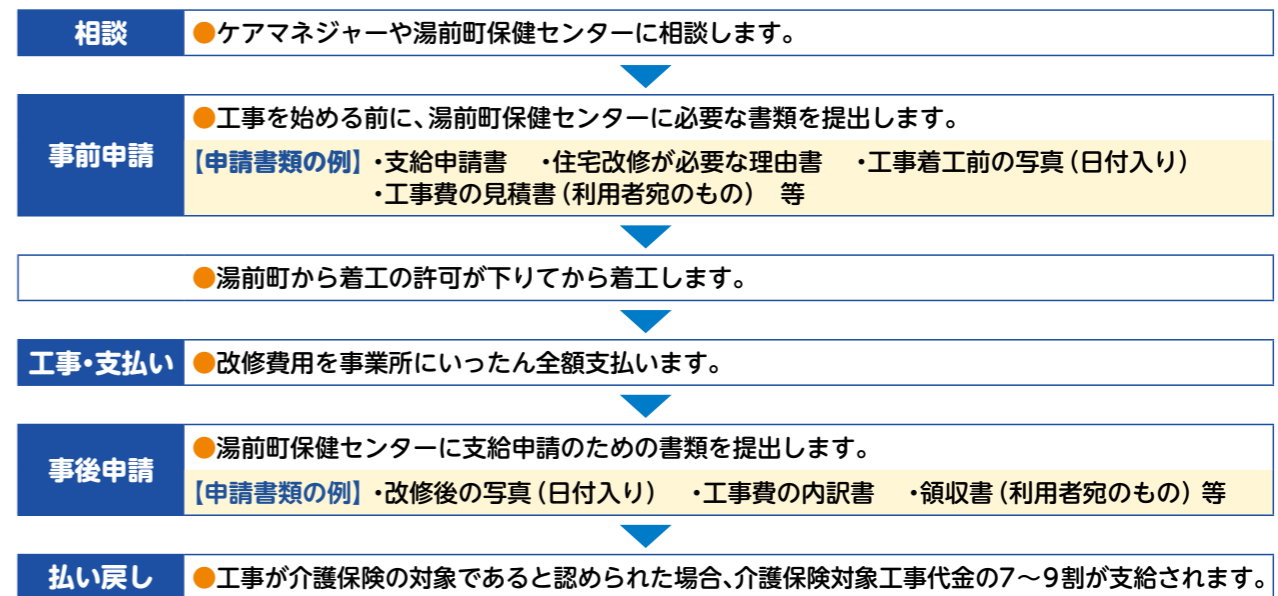 相談
●ケアマネジャーや湯前町保健センターに相談します。
事前申請
●工事を始める前に、湯前町保健センターに必要な書類を提出します。
【申請書類の例】・支給申請書　・住宅改修が必要な理由書　・工事着工前の写真（日付入り）
・工事費の見積書（利用者宛のもの）　等
●湯前町から着工の許可が下りてから着工します。
工事・支払い
●改修費用を事業所にいったん全額支払います。
事後申請
●湯前町保健センターに支給申請のための書類を提出します。
【申請書類の例】・改修後の写真（日付入り）　・工事費の内訳書　・領収書（利用者宛のもの）等
払い戻し
●工事が介護保険の対象であると認められた場合、介護保険対象工事代金の7～9割が支給されます。